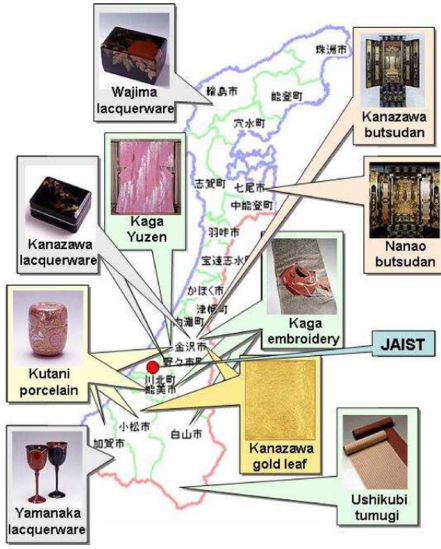 Wajima
lacquerware
珠洲市
輪島市
能登町
穴水町
Kanazawa
butsudan
志賀町
七尾市
中能登町
Kaga
Yuzen
Kanazawa
lacquerware
羽咋市
宝達志水町
Nanao
butsudan
かほく市
津幡町
内灘町
Kaga
embroidery
金沢市
野々市町
JAIST
Kutani
porcelain
川北町
能美市
小松市
白山市
加賀市
Kanazawa
gold leaf
Yamanaka
lacquerware
Ushikubi
tumugi